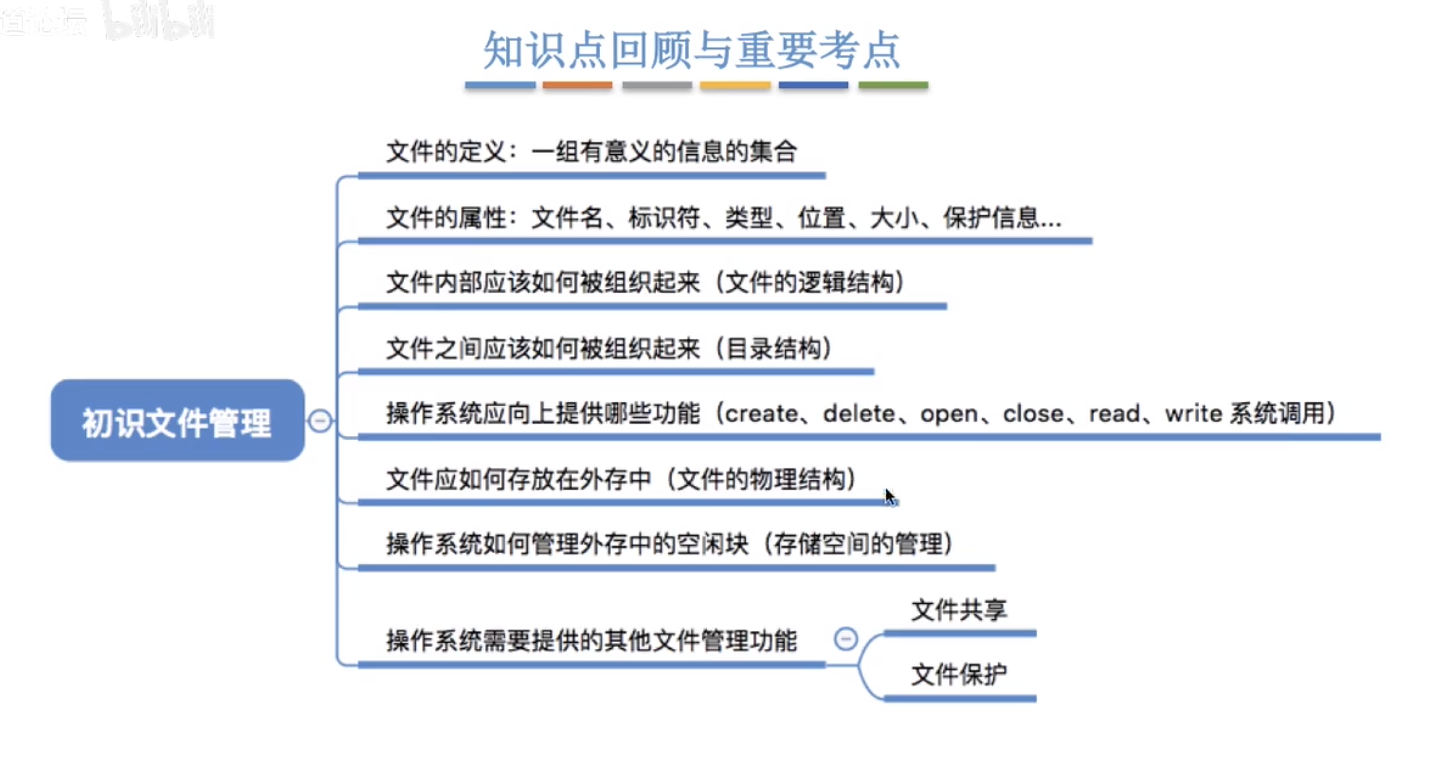 bilibili
知识点回顾与重要考点
初识文件管理
文件的定义：一组有意义的信息的集合
文件的属性：文件名、标识符、类型、位置、大小、保护信息...
文件内部应该如何被组织起来（文件的逻辑结构）
文件之间应该如何被组织起来（目录结构）
操作系统应向上提供哪些功能（create、delete、open、close、read、write 系统调用）
文件应如何存放在外存中（文件的物理结构）
操作系统如何管理外存中的空闲块（存储空间的管理）
操作系统需要提供的其他文件管理功能
文件共享
文件保护